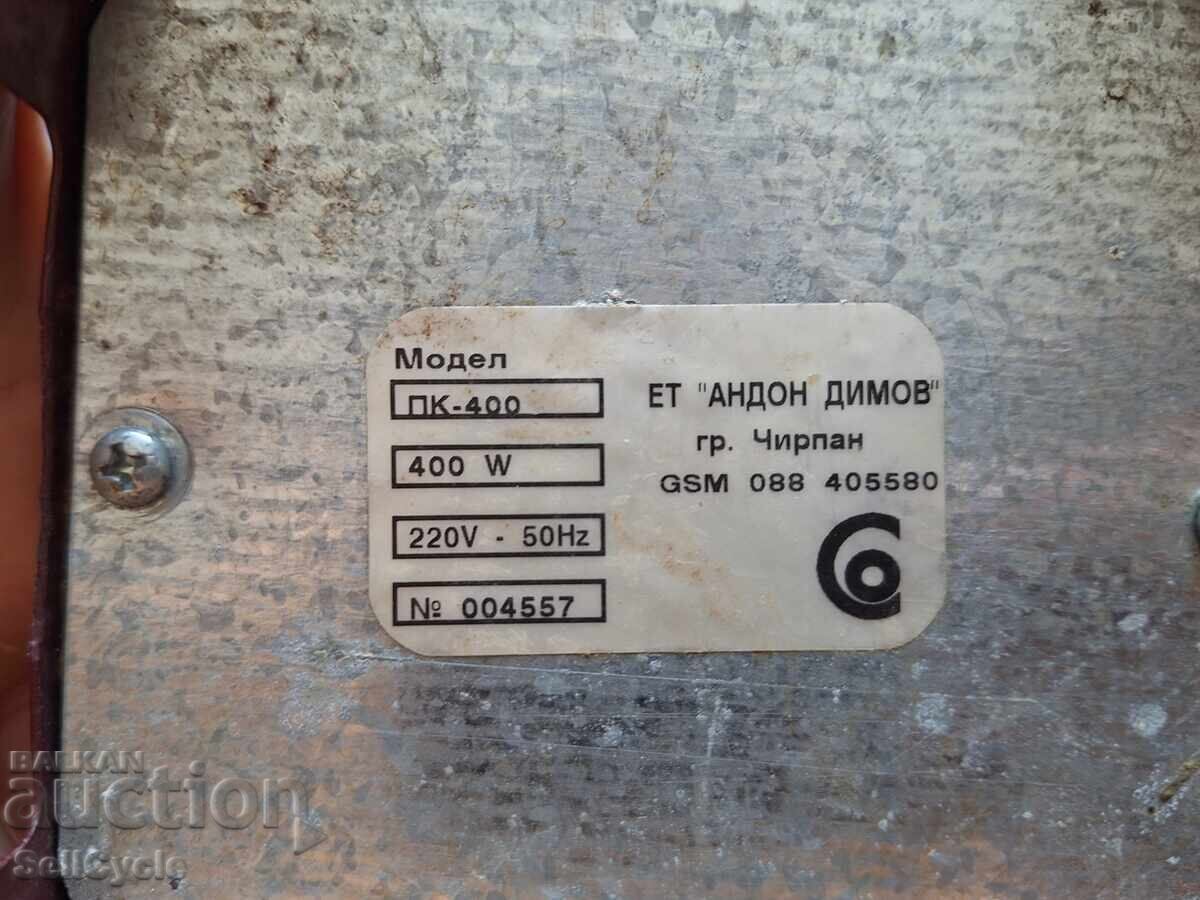 Модел
ПК-400
400 W
220V - 50Hz
№ 004557
ЕТ "АНДОН ДИМОВ"
гр. Чирпан
GSM 088 405580
BALKAN
auction
SellCycle